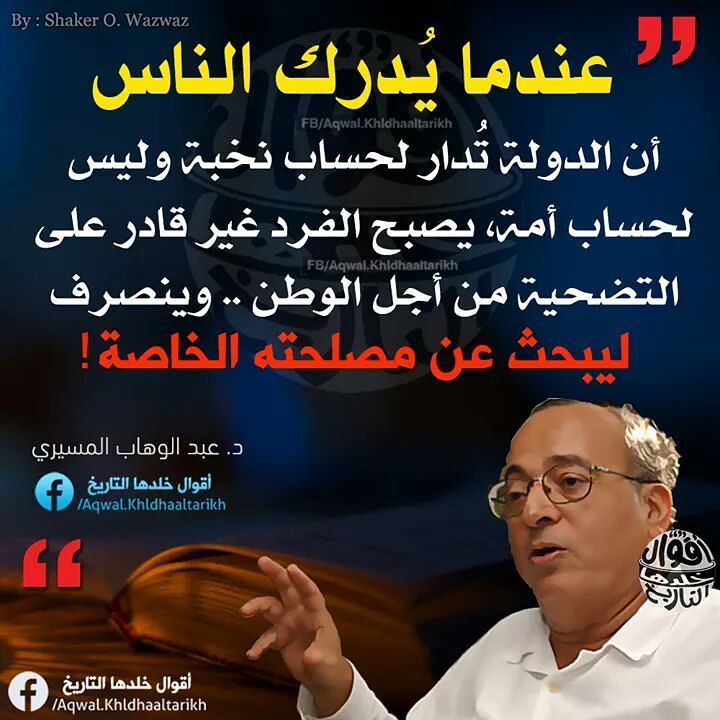 By : Shaker O. Wazwaz
عندما يُدرك الناس
FB/Aqwal.Khldhaaltarikh
أن الدولة تُدار لحساب نخبة وليس
لحساب أمة، يصبح الفرد غير قادر على
FB/Aqwal.Khldhaaltarikh
التضحية من أجل الوطن .. وينصرف
ليبحث عن مصلحته الخاصة !
د. عبد الوهاب المسيري
أقوال خلدها التاريخ
/Aqwal.Khldhaaltarikh
أقوال خلدها التاريخ
أقوال خلدها التاريخ
/Aqwal.Khldhaaltarikh